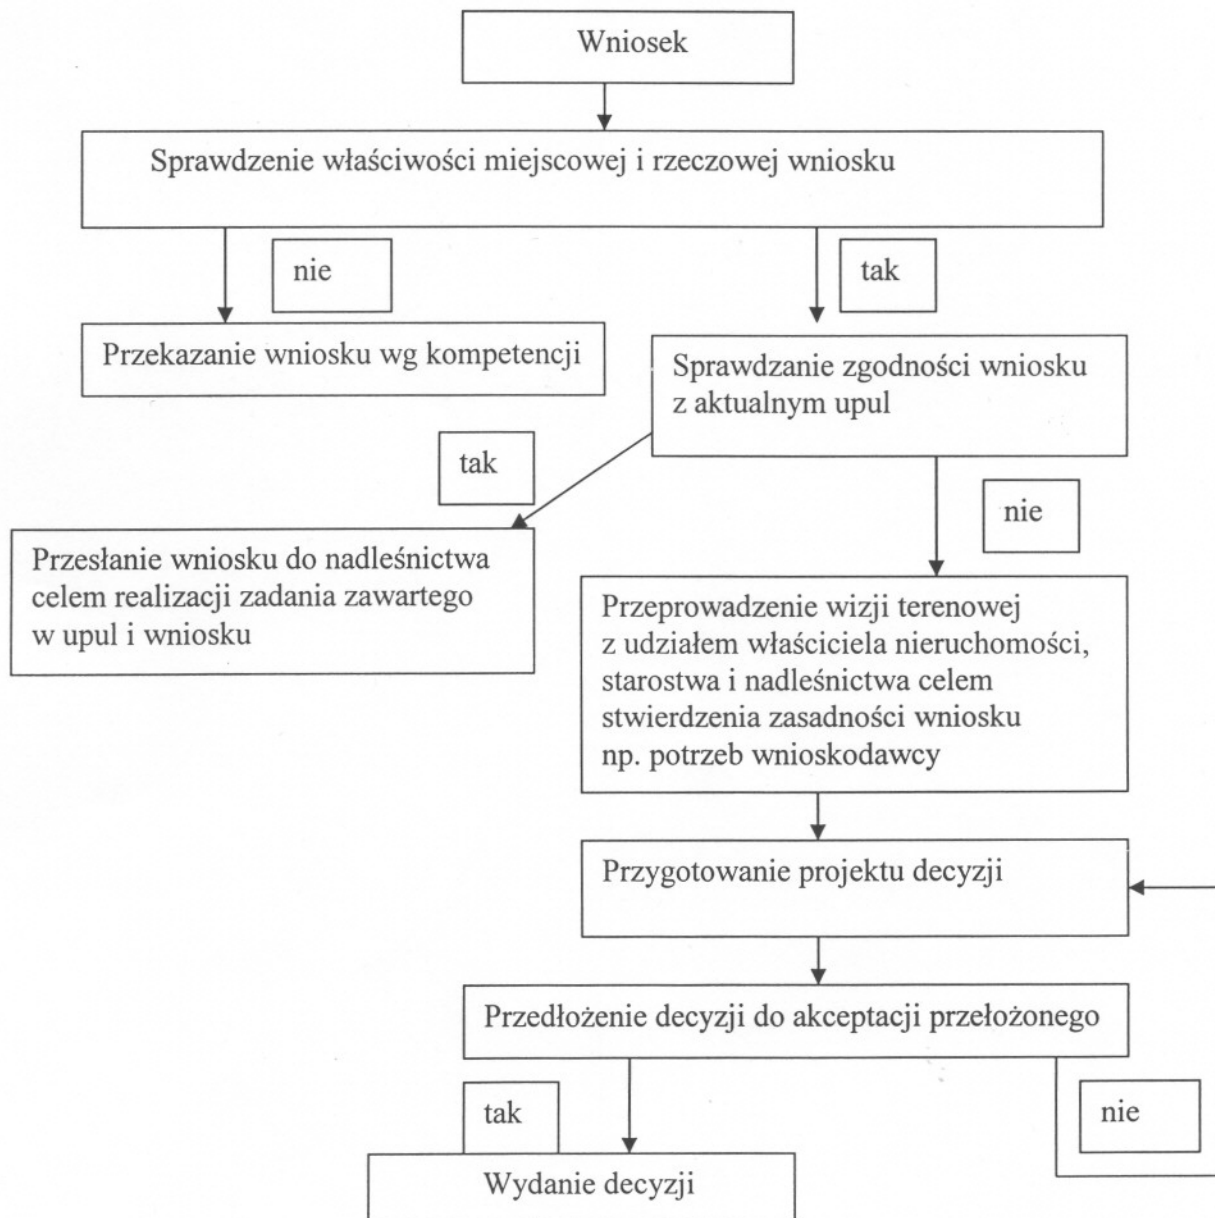 Wniosek
Sprawdzenie właściwości miejscowej i rzeczowej wniosku
nie
tak
Przekazanie wniosku wg kompetencji
Sprawdzanie zgodności wniosku
z aktualnym upul
tak
nie
Przesłanie wniosku do nadleśnictwa
celem realizacji zadania zawartego
w upul i wniosku
Przeprowadzenie wizji terenowej
z udziałem właściciela nieruchomości,
starostwa i nadleśnictwa celem
stwierdzenia zasadności wniosku
np. potrzeb wnioskodawcy
Przygotowanie projektu decyzji
Przedłożenie decyzji do akceptacji przełożonego
tak
nie
Wydanie decyzji